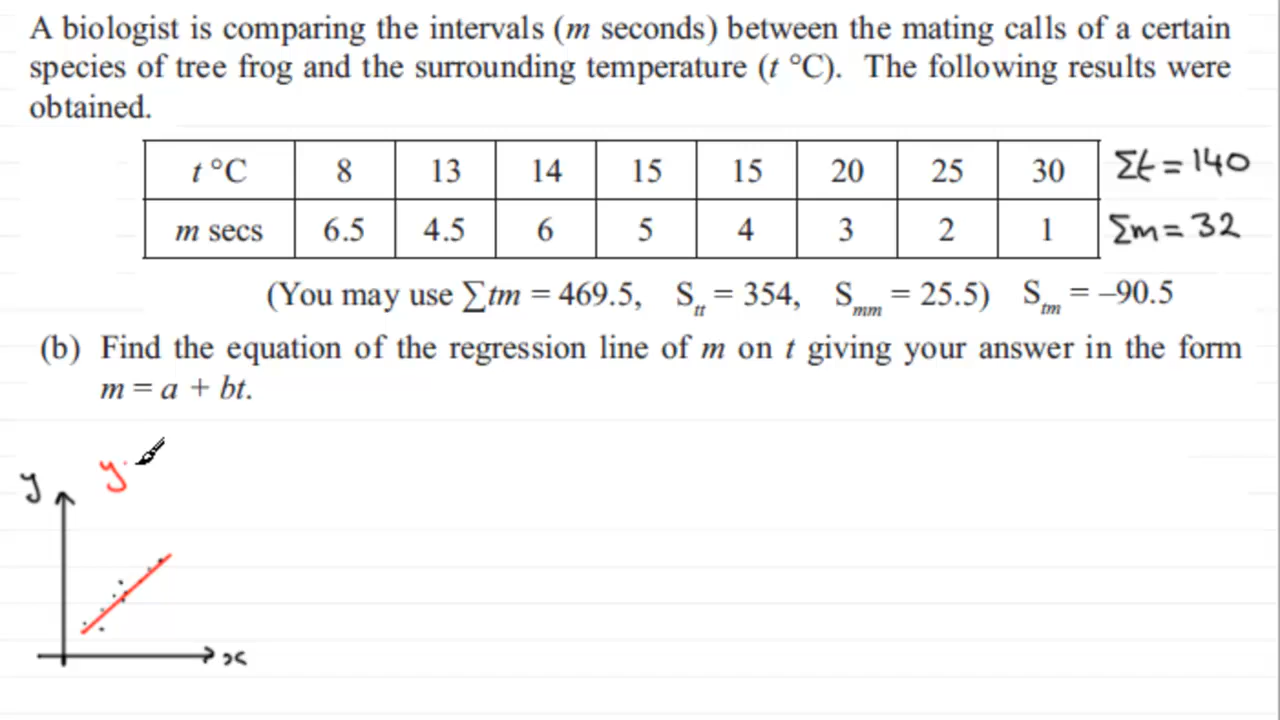 A biologist is comparing the intervals (m seconds) between the mating calls of a certain
species of tree frog and the surrounding temperature (t °C). The following results were
obtained.
t °C 8 13 14 15 15 20 25 30 Σt = 140
m secs 6.5 4.5 6 5 4 3 2 1 Σm = 32
(You may use ∑tm = 469.5, Stt = 354, Smm = 25.5) Stm = –90.5
(b) Find the equation of the regression line of m on t giving your answer in the form
m = a + bt.
y
y
x